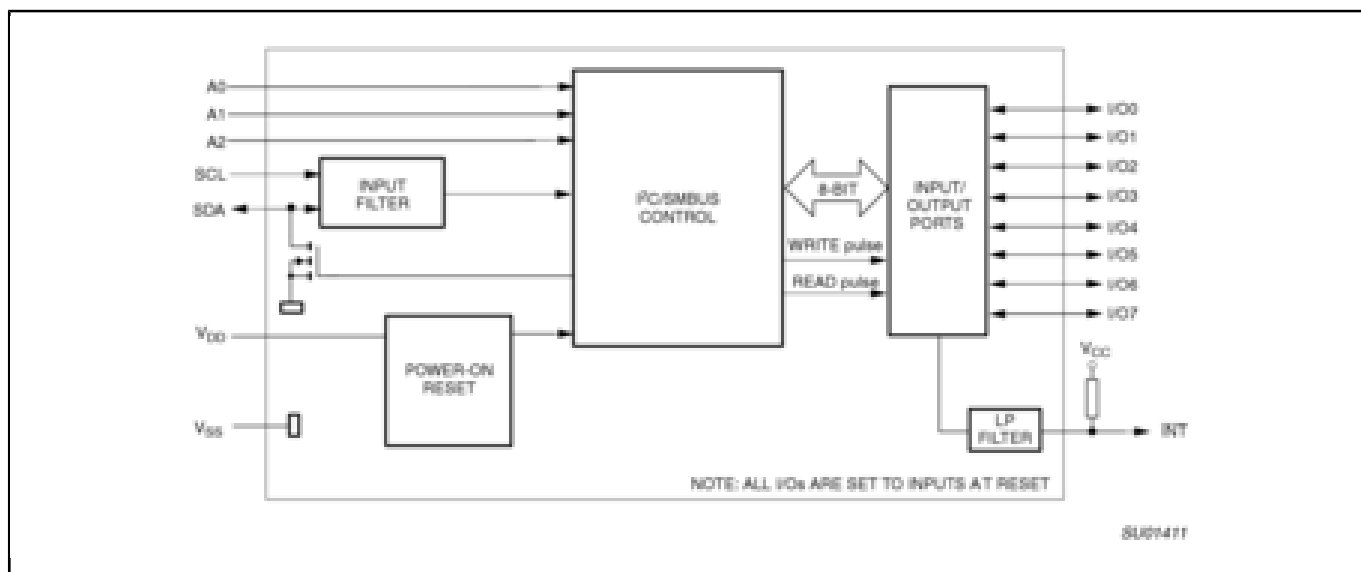 A0
A1
A2
SCL
SDA
INPUT
FILTER
I²C/SMBUS
CONTROL
8-BIT
WRITE pulse
READ pulse
INPUT/
OUTPUT
PORTS
I/O0
I/O1
I/O2
I/O3
I/O4
I/O5
I/O6
I/O7
VDD
POWER-ON
RESET
VSS
VCC
LP
FILTER
INT
NOTE: ALL I/Os ARE SET TO INPUTS AT RESET
SU01411